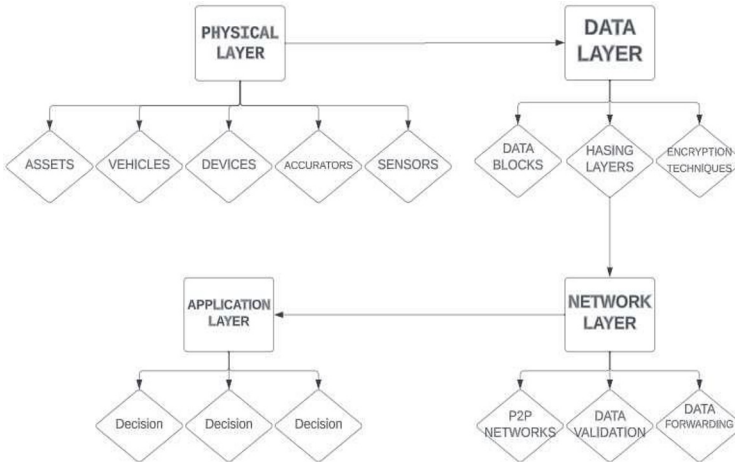 PHYSICAL
LAYER
DATA
LAYER
ASSETS
VEHICLES
DEVICES
ACCURATORS
SENSORS
DATA
BLOCKS
HASING
LAYERS
ENCRYPTION
TECHNIQUES
APPLICATION
LAYER
NETWORK
LAYER
Decision
Decision
Decision
P2P
NETWORKS
DATA
VALIDATION
DATA
FORWARDING